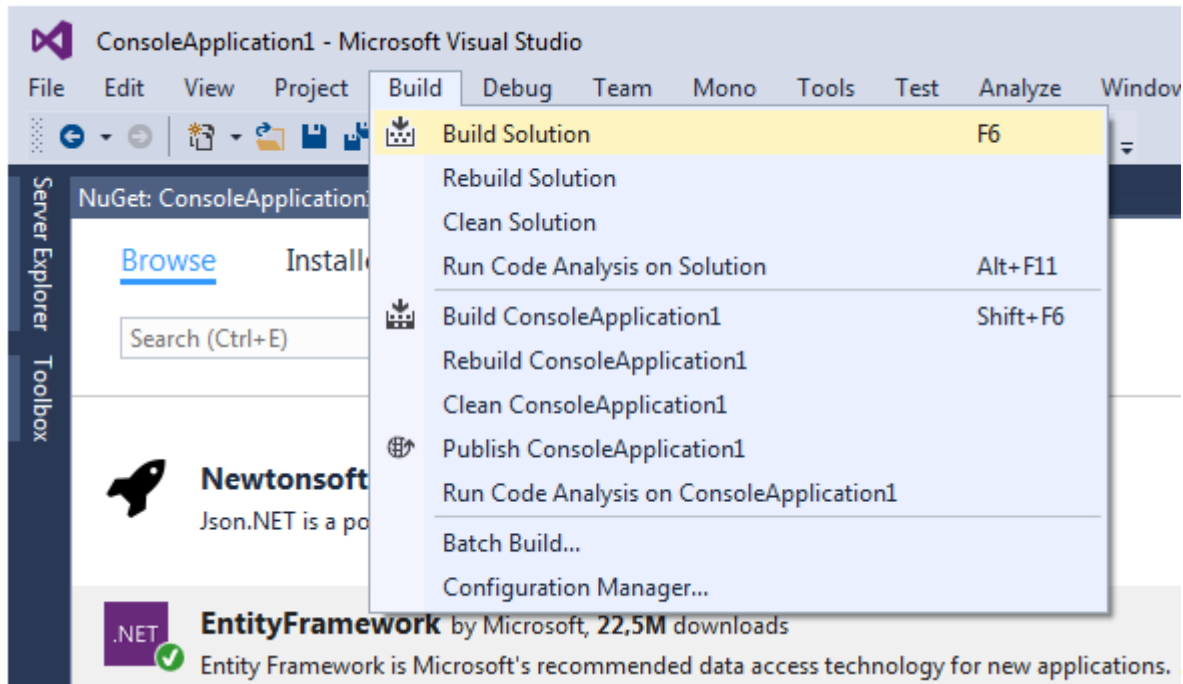 ConsoleApplication1 - Microsoft Visual Studio
File Edit View Project Build Debug Team Mono Tools Test Analyze Window
Build Solution F6
Rebuild Solution
Clean Solution
Run Code Analysis on Solution Alt+F11
Build ConsoleApplication1 Shift+F6
Rebuild ConsoleApplication1
Clean ConsoleApplication1
Publish ConsoleApplication1
Run Code Analysis on ConsoleApplication1
Batch Build...
Configuration Manager...
Server Explorer
Toolbox
NuGet: ConsoleApplication
Browse Installe
Search (Ctrl+E)
Newtonsoft
Json.NET is a po
.NET
EntityFramework by Microsoft, 22,5M downloads
Entity Framework is Microsoft's recommended data access technology for new applications.